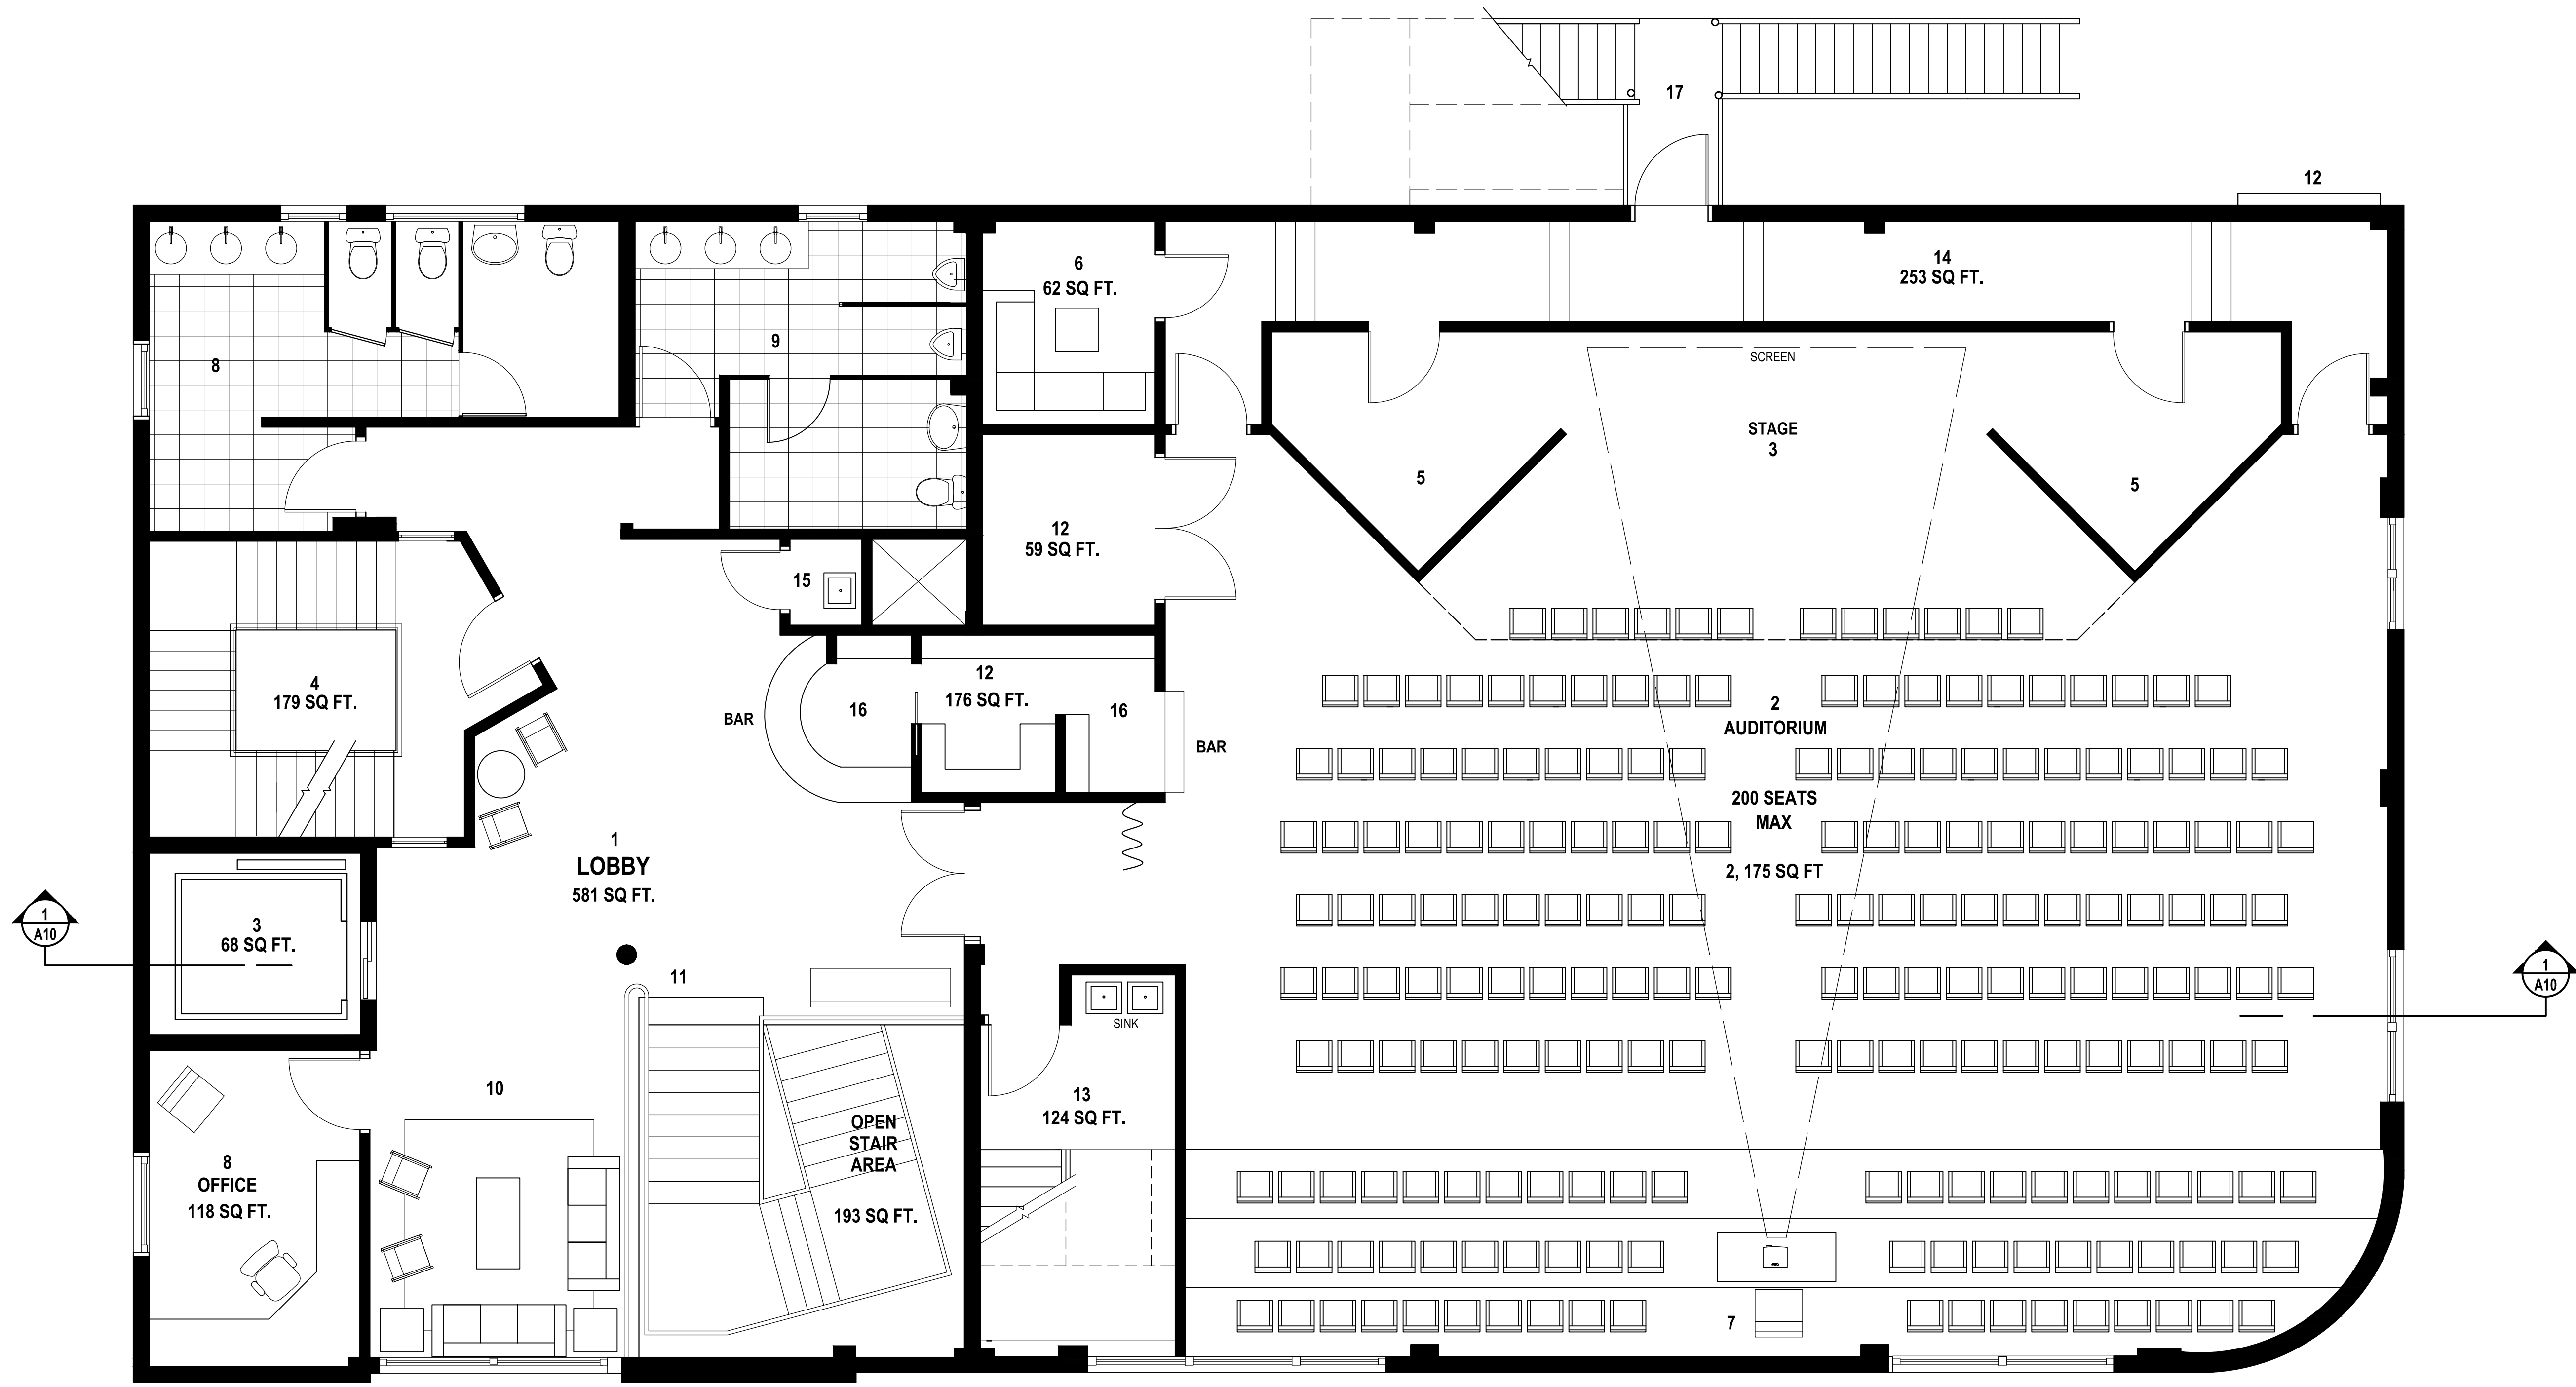 17
12
14
253 SQ FT.
6
62 SQ FT.
8
9
SCREEN
STAGE
3
5
5
12
59 SQ FT.
15
4
179 SQ FT.
12
176 SQ FT.
16
16
BAR
BAR
2
AUDITORIUM
200 SEATS
MAX
2, 175 SQ FT
1
LOBBY
581 SQ FT.
1
A10
3
68 SQ FT.
11
1
A10
SINK
10
13
124 SQ FT.
OPEN
STAIR
AREA
193 SQ FT.
8
OFFICE
118 SQ FT.
7